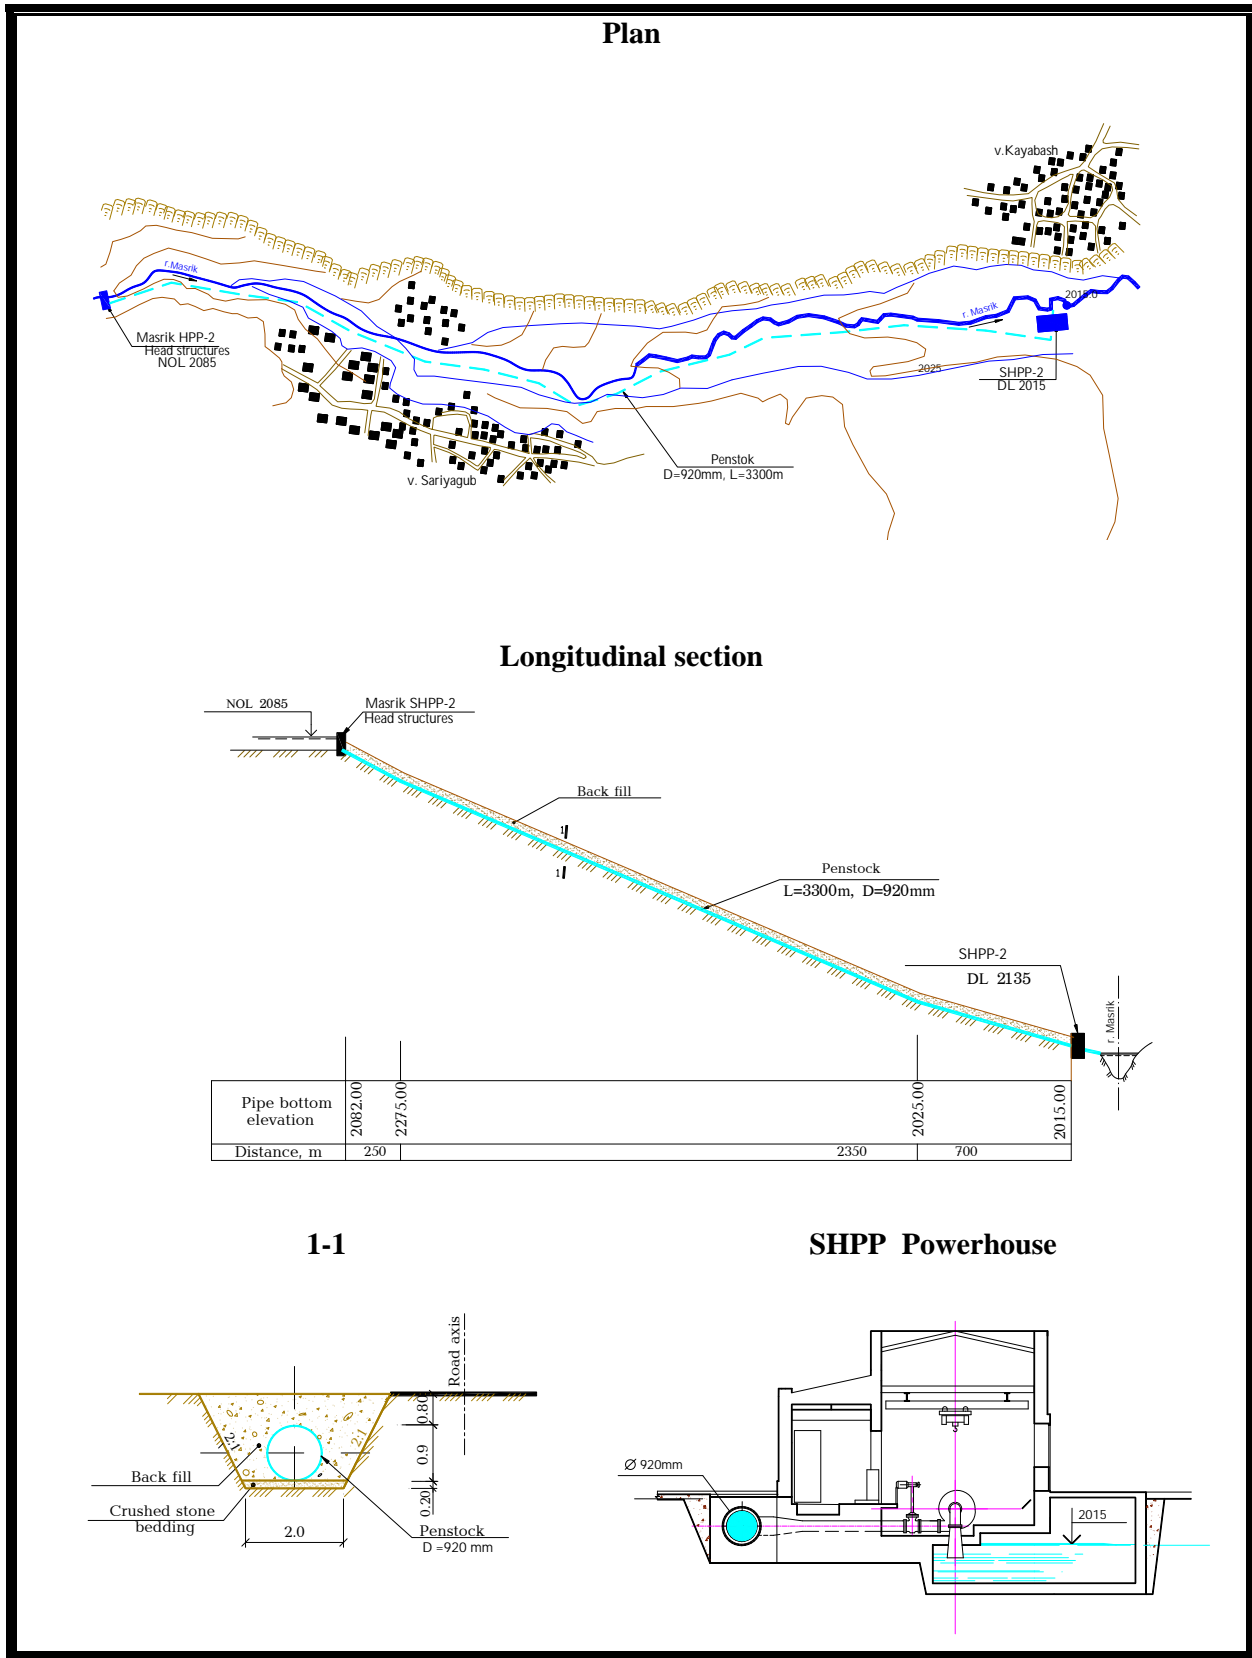 Plan
v.Kayabash
r.Masrik
2015.0
r. Masrik
Masrik HPP-2
Head structures
NOL 2085
2025
SHPP-2
DL 2015
Penstok
D=920mm, L=3300m
v. Sariyagub
Longitudinal section
NOL 2085
Masrik SHPP-2
Head structures
Back fill
1
1
Penstock
L=3300m, D=920mm
SHPP-2
DL 2135
r. Masrik
Pipe bottom
elevation
2082.00
2275.00
2025.00
2015.00
Distance, m
250
2350
700
1-1
SHPP Powerhouse
Road axis
0.80
2:1
2:1
0.9
0.20
Back fill
Crushed stone
bedding
2.0
Penstock
D =920 mm
Ø 920mm
2015